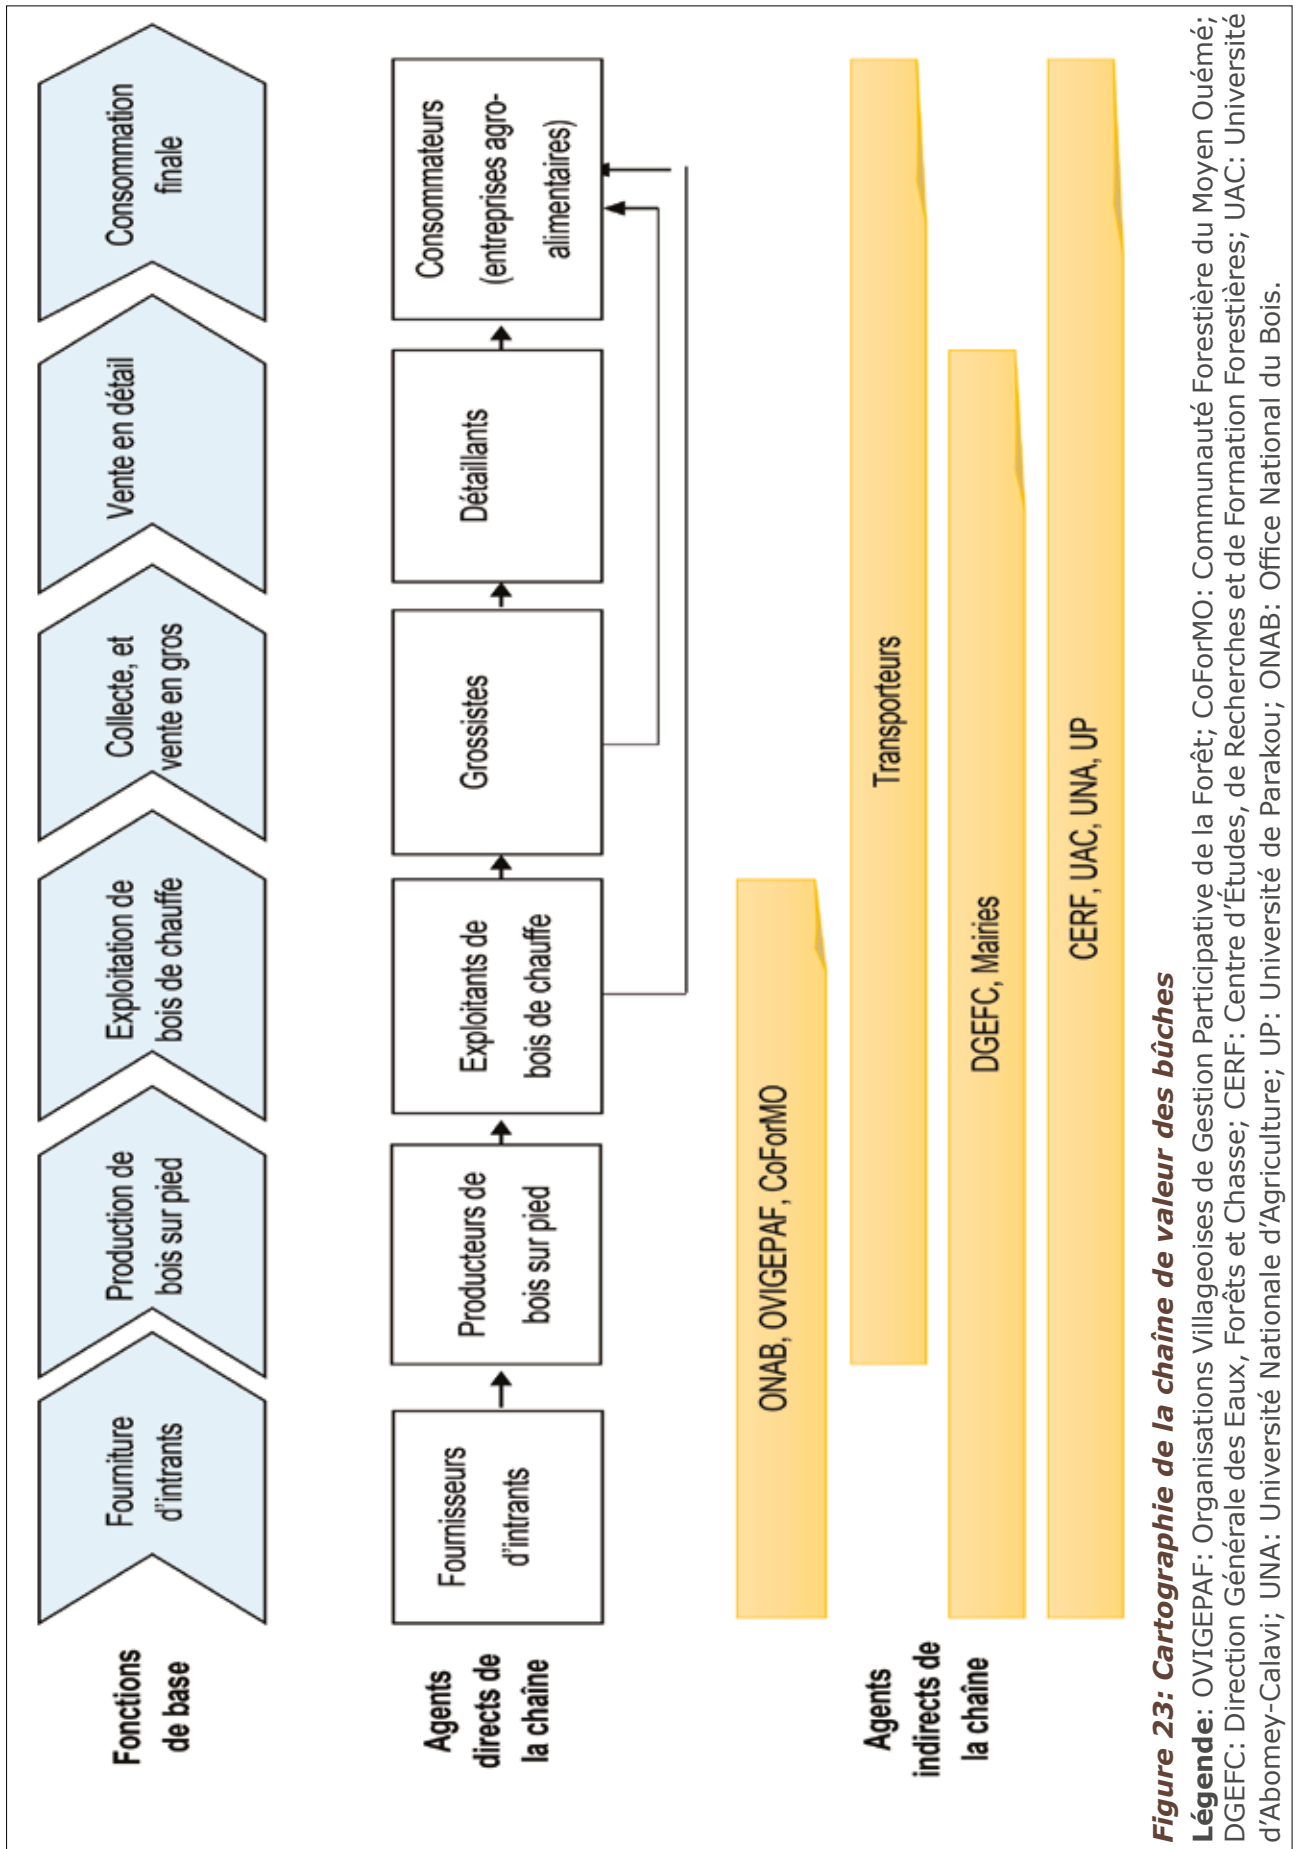 Fonctions
de base
Fourniture
d'intrants
Production de
bois sur pied
Exploitation de
bois de chauffe
Collecte, et
vente en gros
Vente en détail
Consommation
finale
Agents
directs de
la chaîne
Fournisseurs
d'intrants
Producteurs de
bois sur pied
Exploitants de
bois de chauffe
Grossistes
Détaillants
Consommateurs
(entreprises agro-
alimentaires)
Agents
indirects de
la chaîne
ONAB, OVIGEPAF, CoForMO
Transporteurs
DGEFC, Mairies
CERF, UAC, UNA, UP
Figure 23: Cartographie de la chaîne de valeur des bûches
Légende: OVIGEPAF: Organisations Villageoises de Gestion Participative de la Forêt; CoForMO: Communauté Forestière du Moyen Ouémé;
DGEFC: Direction Générale des Eaux, Forêts et Chasse; CERF: Centre d'Études, de Recherches et de Formation Forestières; UAC: Université
d'Abomey-Calavi; UNA: Université Nationale d'Agriculture; UP: Université de Parakou; ONAB: Office National du Bois.